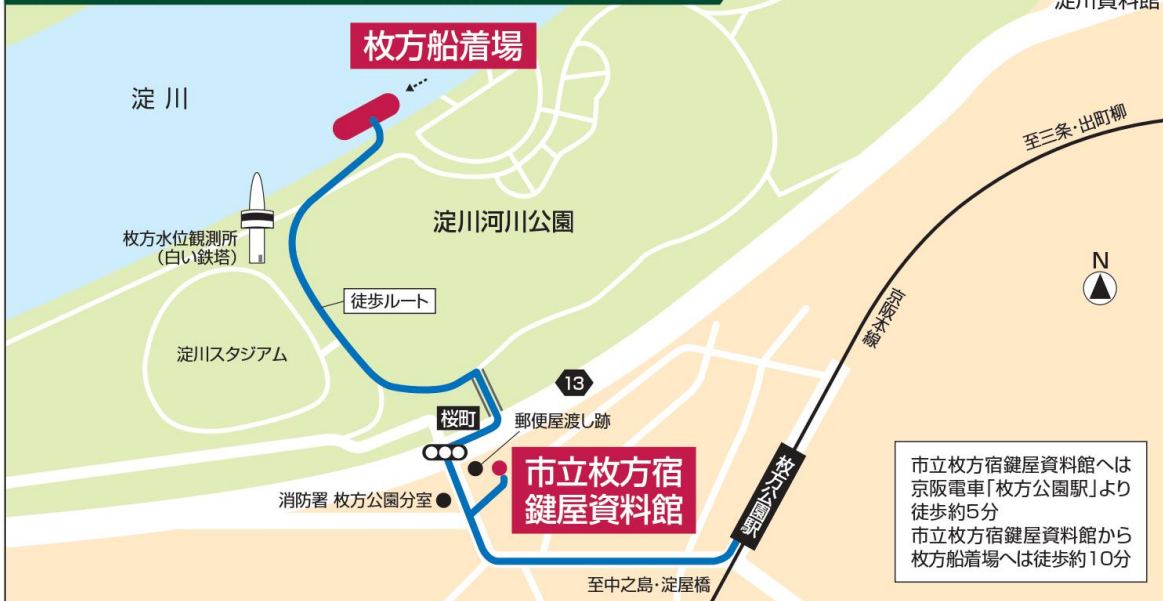 淀川資料館
枚方船着場
淀川
至三条・出町柳
淀川河川公園
枚方水位観測所
(白い鉄塔)
N
徒歩ルート
京阪本線
淀川スタジアム
13
桜町
郵便屋渡し跡
市立枚方宿
鍵屋資料館
消防署 枚方公園分室
枚方公園駅
市立枚方宿鍵屋資料館へは
京阪電車「枚方公園駅」より
徒歩約5分
市立枚方宿鍵屋資料館から
枚方船着場へは徒歩約10分
至中之島・淀屋橋